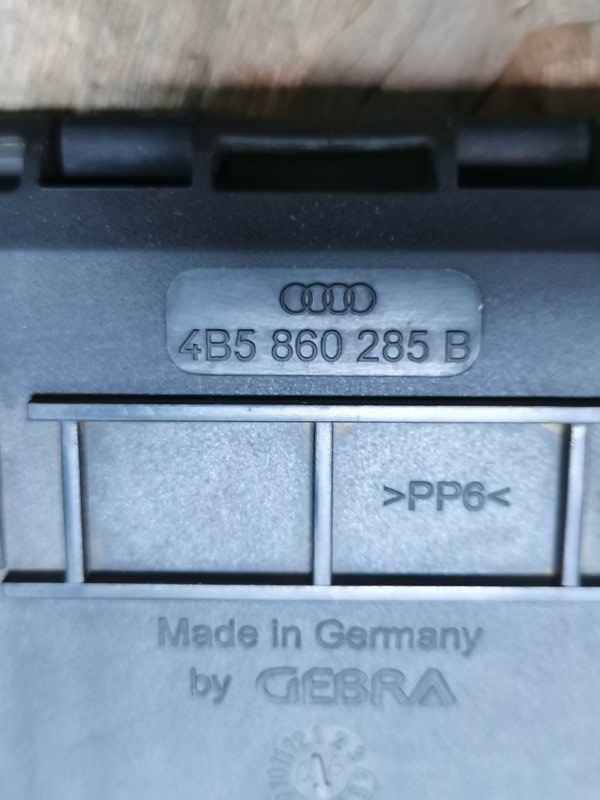 4B5 860 285 B
>PP6<
Made in Germany
by GEBRA